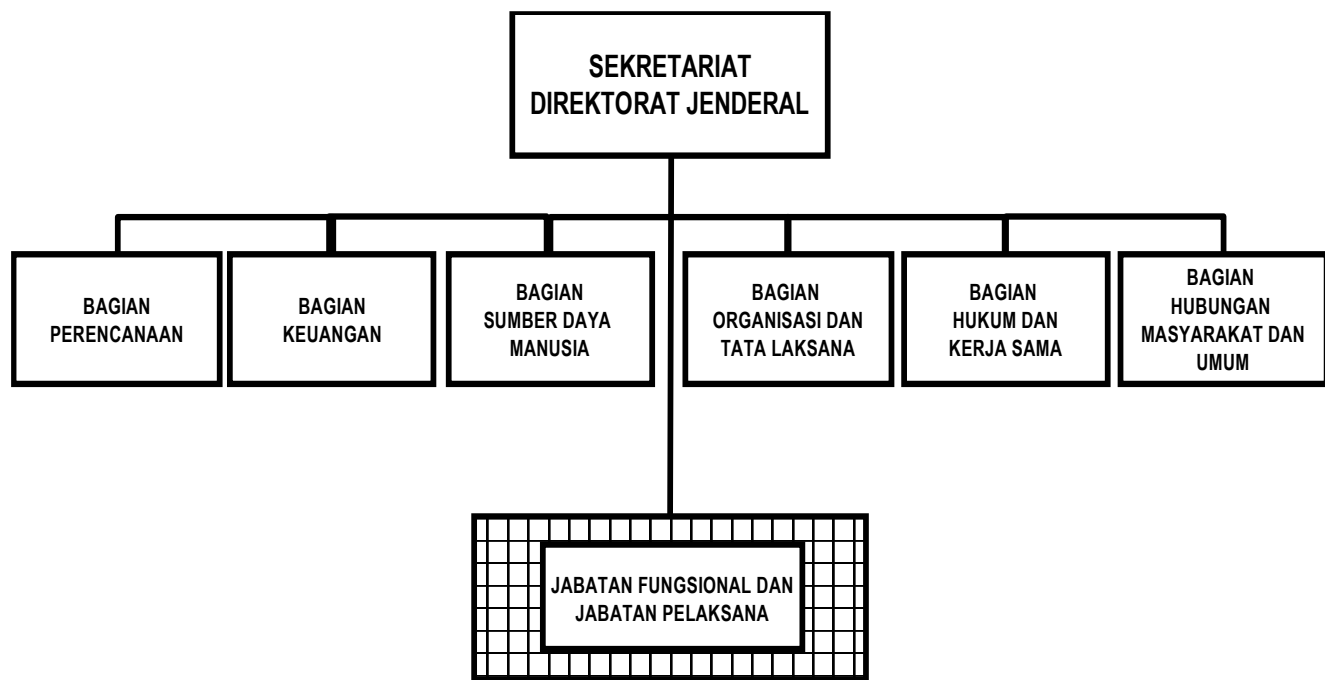 SEKRETARIAT
DIREKTORAT JENDERAL
BAGIAN
PERENCANAAN
BAGIAN
KEUANGAN
BAGIAN
SUMBER DAYA
MANUSIA
BAGIAN
ORGANISASI DAN
TATA LAKSANA
BAGIAN
HUKUM DAN
KERJA SAMA
BAGIAN
HUBUNGAN
MASYARAKAT DAN
UMUM
JABATAN FUNGSIONAL DAN
JABATAN PELAKSANA